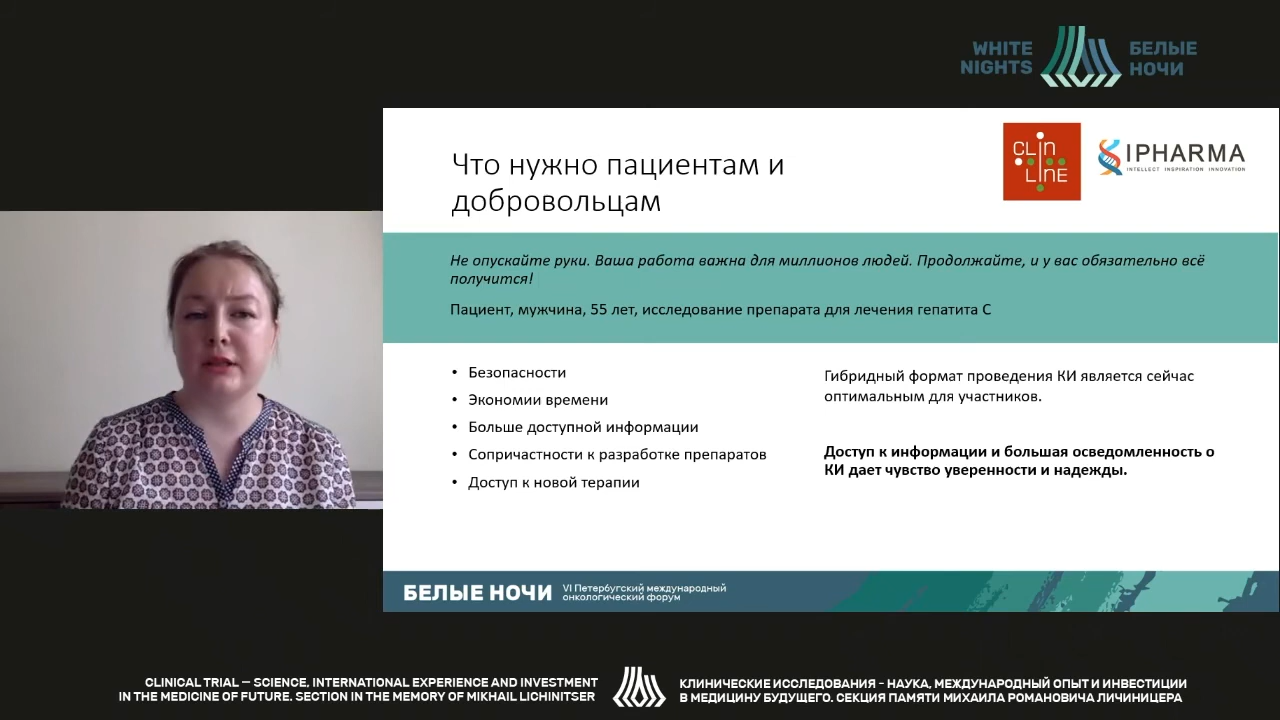 WHITE
NIGHTS
БЕЛЫЕ
НОЧИ
Что нужно пациентам и
добровольцам
CLIN
LINE
IPHARMA
INTELLECT INSPIRATION INNOVATION
Не опускайте руки. Ваша работа важна для миллионов людей. Продолжайте, и у вас обязательно всё
получится!
Пациент, мужчина, 55 лет, исследование препарата для лечения гепатита С
• Безопасности
• Экономии времени
• Больше доступной информации
• Сопричастности к разработке препаратов
• Доступ к новой терапии
Гибридный формат проведения КИ является сейчас
оптимальным для участников.
Доступ к информации и большая осведомленность о
КИ дает чувство уверенности и надежды.
БЕЛЫЕ НОЧИ
VI Петербургский международный
онкологический форум
CLINICAL TRIAL – SCIENCE, INTERNATIONAL EXPERIENCE AND INVESTMENT
IN THE MEDICINE OF FUTURE. SECTION IN THE MEMORY OF MIKHAIL LICHINITSER
КЛИНИЧЕСКИЕ ИССЛЕДОВАНИЯ - НАУКА, МЕЖДУНАРОДНЫЙ ОПЫТ И ИНВЕСТИЦИИ
В МЕДИЦИНУ БУДУЩЕГО. СЕКЦИЯ ПАМЯТИ МИХАИЛА РОМАНОВИЧА ЛИЧИНИЦЕРА